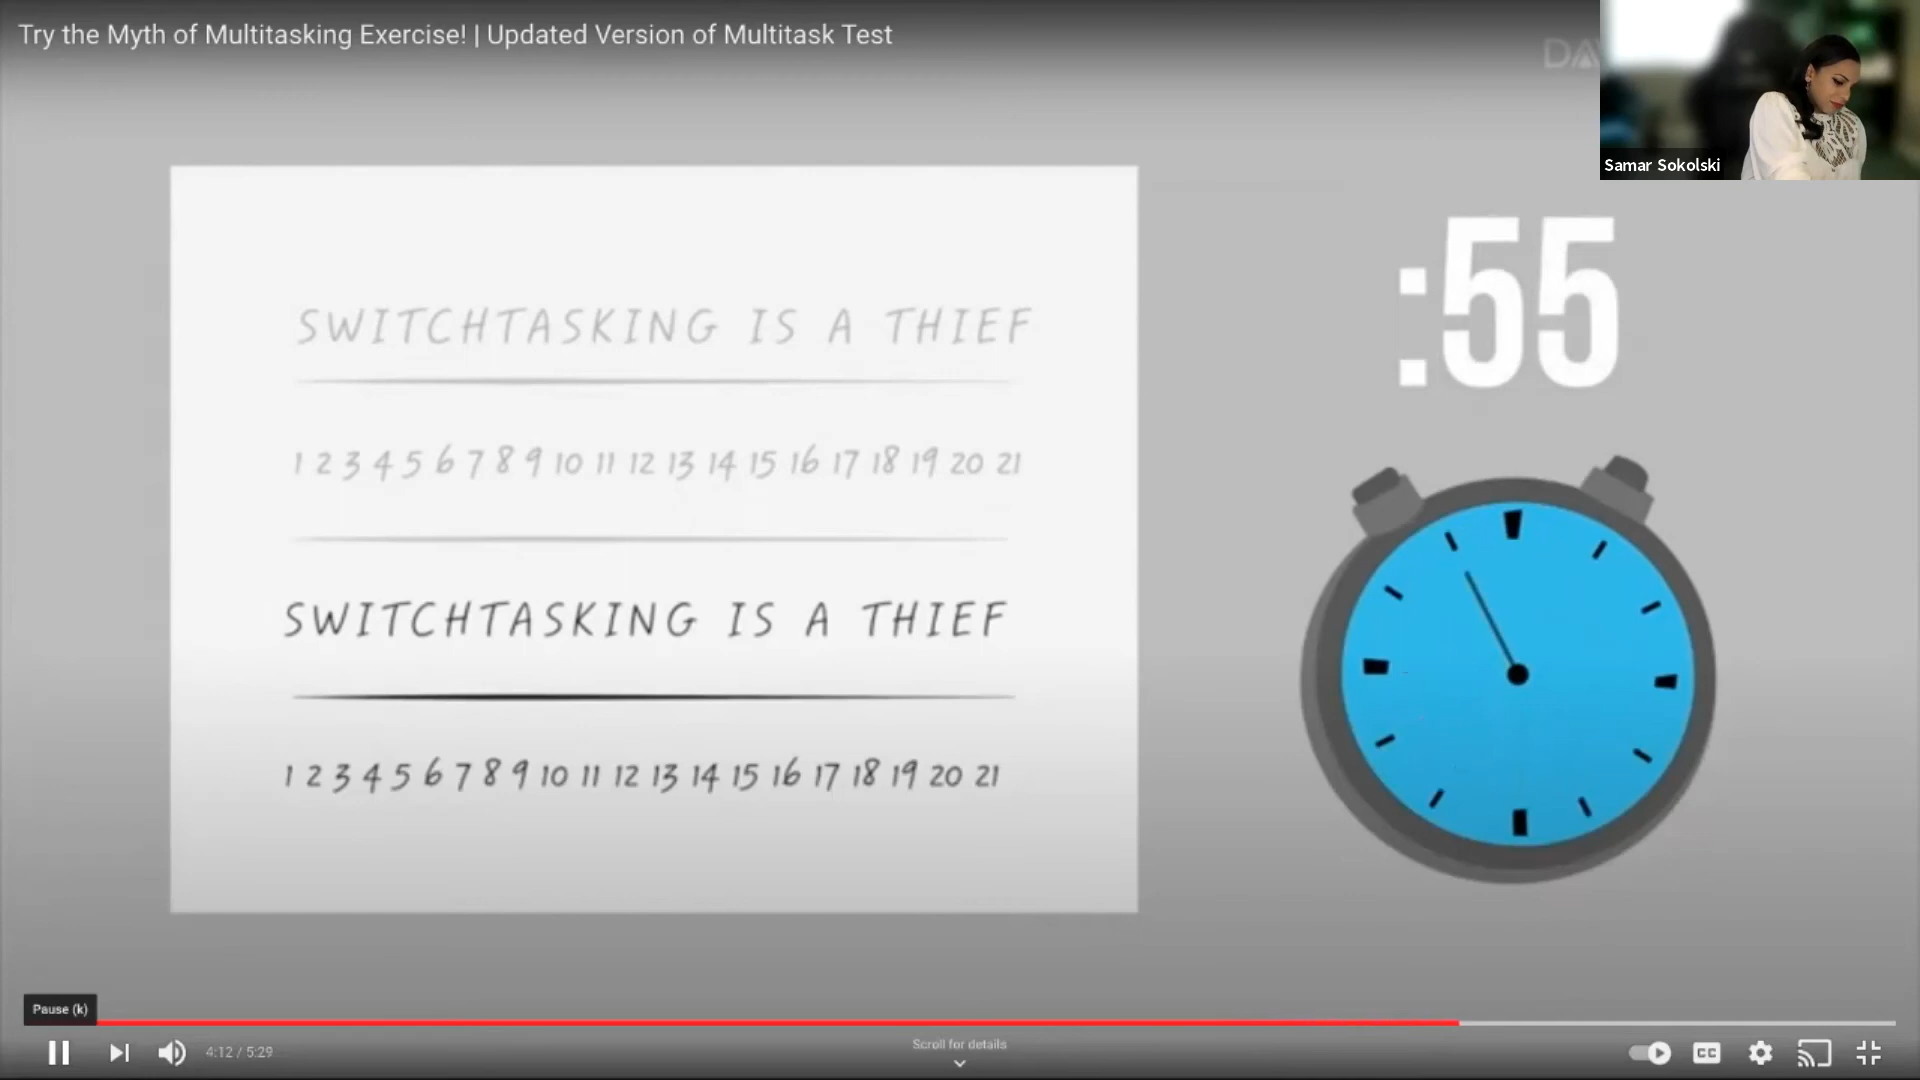 Try the Myth of Multitasking Exercise! | Updated Version of Multitask Test
Samar Sokolski
:55
SWITCHTASKING IS A THIEF
1 2 3 4 5 6 7 8 9 10 11 12 13 14 15 16 17 18 19 20 21
SWITCHTASKING IS A THIEF
1 2 3 4 5 6 7 8 9 10 11 12 13 14 15 16 17 18 19 20 21
Pause (k)
4:12 / 5:29
Scroll for details
CC